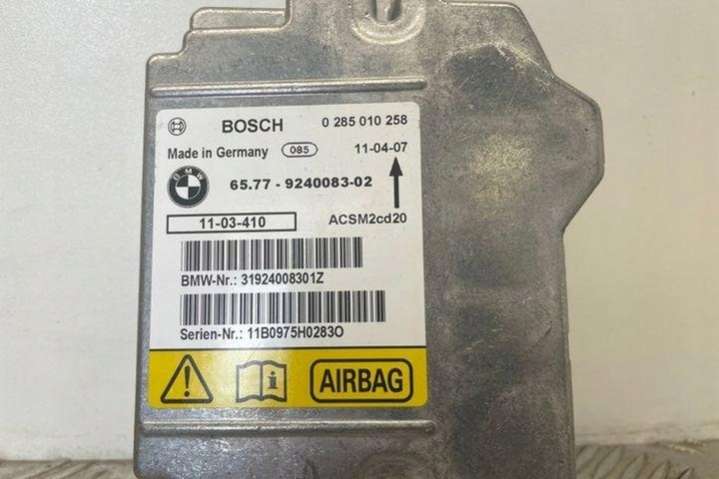 BOSCH 0 285 010 258
Made in Germany 085 11-04-07
BMW 65.77 - 9240083-02
11-03-410 ACSM2cd20
BMW-Nr.: 31924008301Z
Serien-Nr.: 11B0975H0283O
AIRBAG